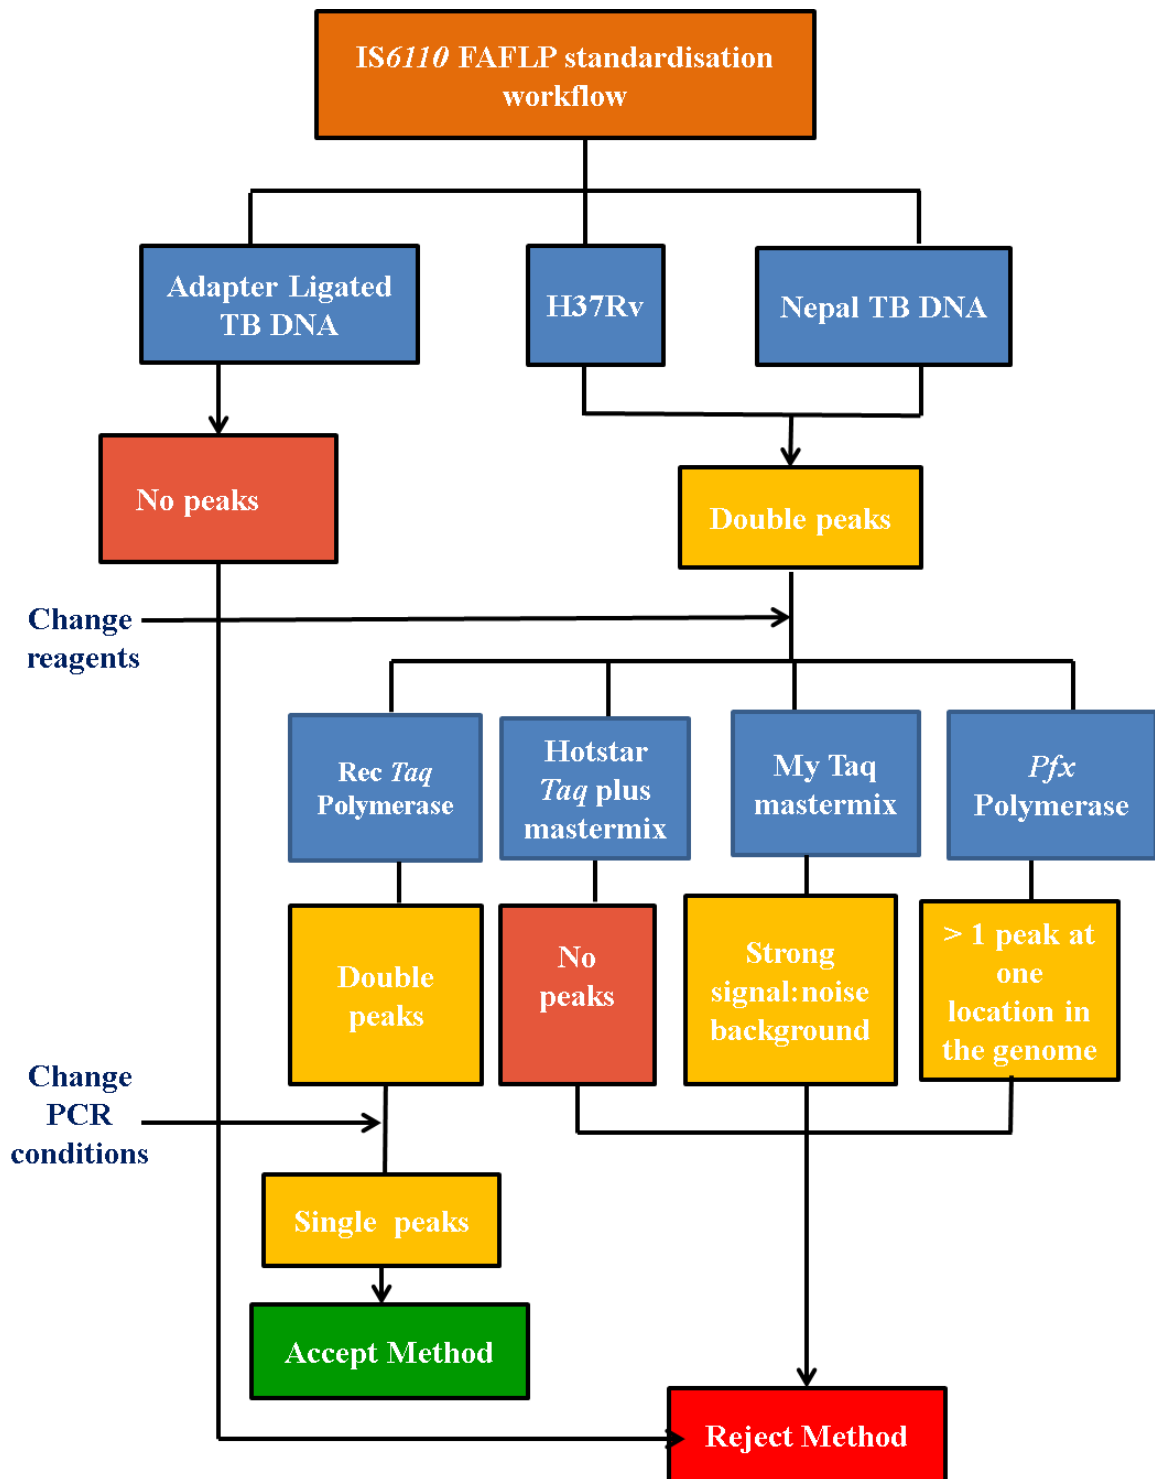 IS6110 FAFLP standardisation
workflow
Adapter Ligated
TB DNA
H37Rv
Nepal TB DNA
No peaks
Double peaks
Change
reagents
Rec Taq
Polymerase
Hotstar
Taq plus
mastermix
My Taq
mastermix
Pfx
Polymerase
Double
peaks
No
peaks
Strong
signal:noise
background
> 1 peak at
one
location in
the genome
Change
PCR
conditions
Single peaks
Accept Method
Reject Method